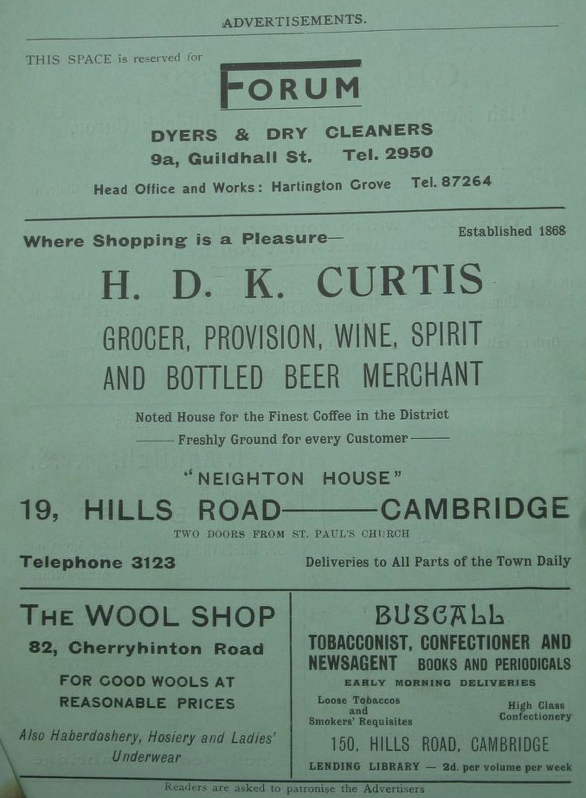 ADVERTISEMENTS.
THIS SPACE is reserved for
FORUM
DYERS & DRY CLEANERS
9a, Guildhall St. Tel. 2950
Head Office and Works: Hartington Grove Tel. 87264
Where Shopping is a Pleasure— Established 1868
H. D. K. CURTIS
GROCER, PROVISION, WINE, SPIRIT
AND BOTTLED BEER MERCHANT
Noted House for the Finest Coffee in the District
—— Freshly Ground for every Customer ——
"NEIGHTON HOUSE"
19, HILLS ROAD———CAMBRIDGE
TWO DOORS FROM ST. PAUL'S CHURCH
Telephone 3123 Deliveries to All Parts of the Town Daily
THE WOOL SHOP
82, Cherryhinton Road
FOR GOOD WOOLS AT
REASONABLE PRICES
Also Haberdashery, Hosiery and Ladies'
Underwear
BUSCALL
TOBACCONIST, CONFECTIONER AND
NEWSAGENT BOOKS AND PERIODICALS
EARLY MORNING DELIVERIES
Loose Tobaccos
and
Smokers' Requisites
High Class
Confectionery
150, HILLS ROAD, CAMBRIDGE
LENDING LIBRARY — 2d. per volume per week
Readers are asked to patronise the Advertisers